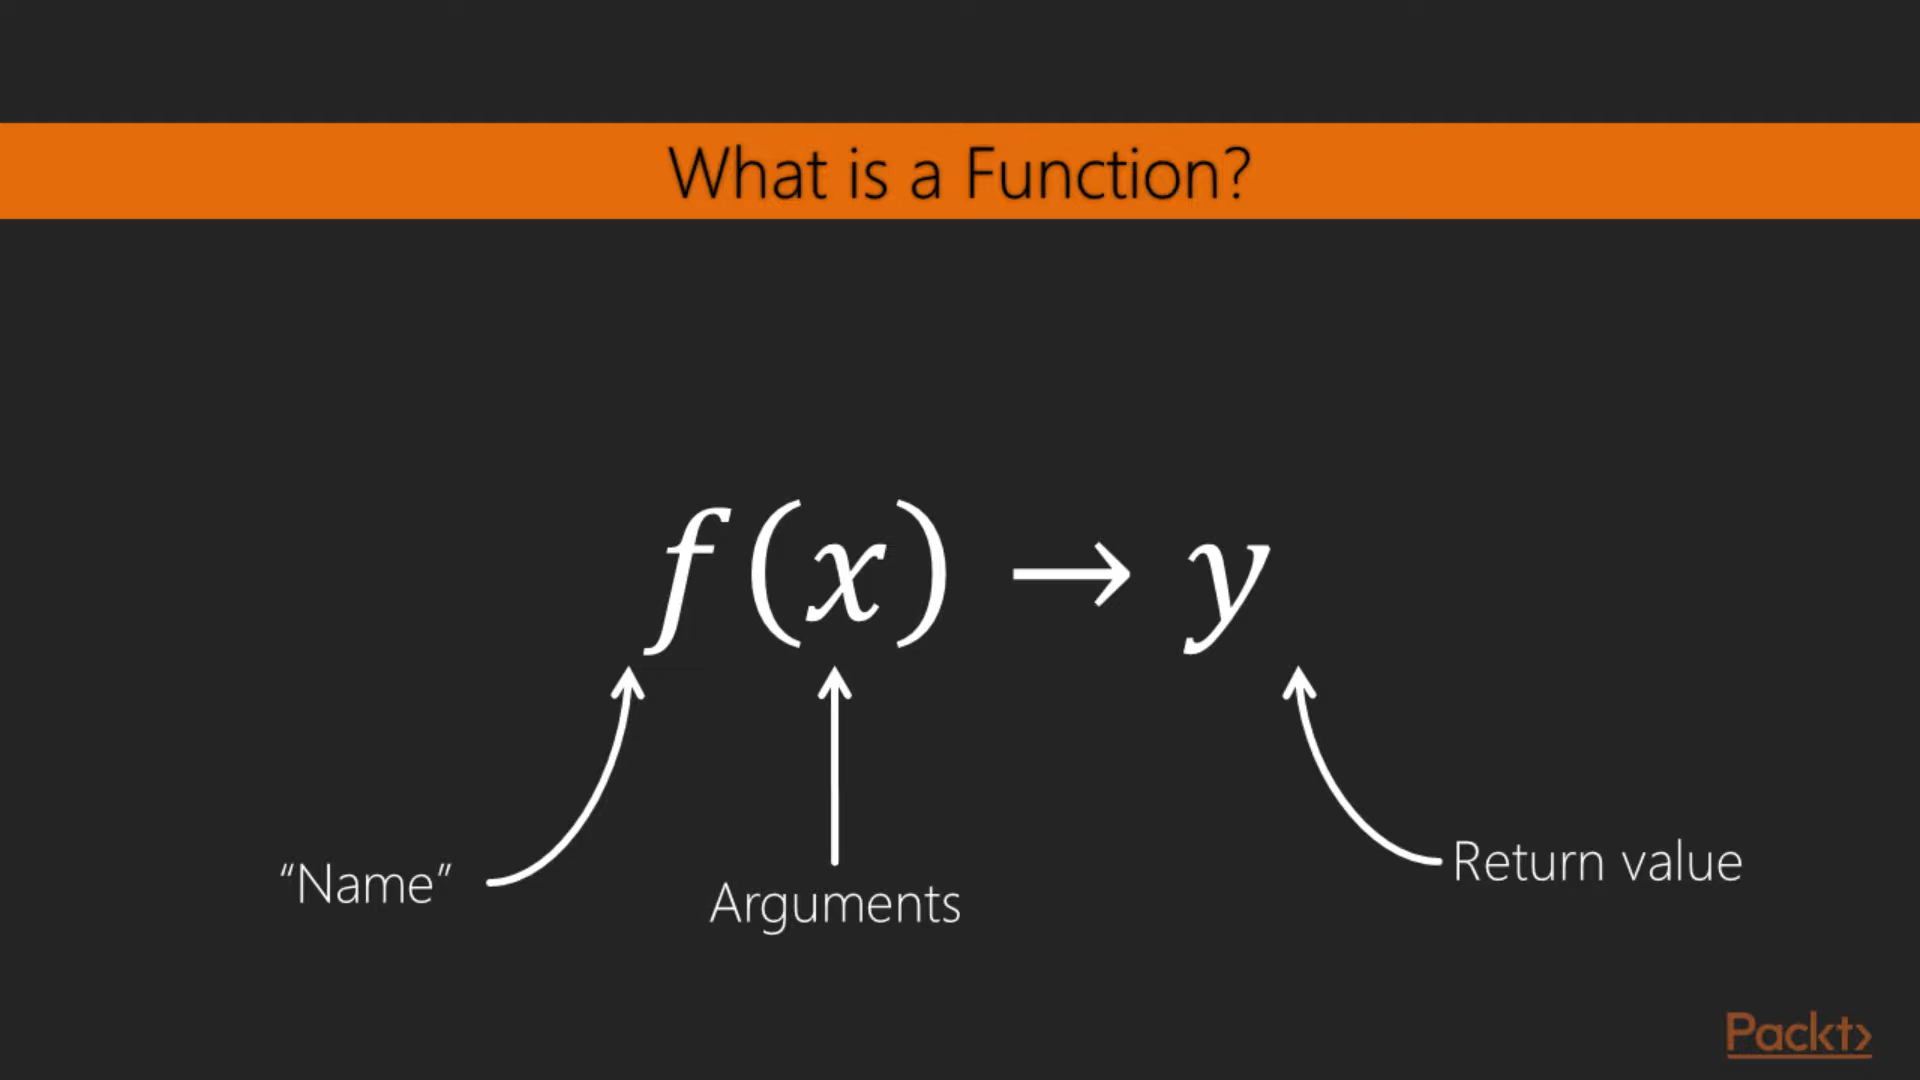 What is a Function?
f(x) → y
“Name”
Arguments
Return value
Packt>